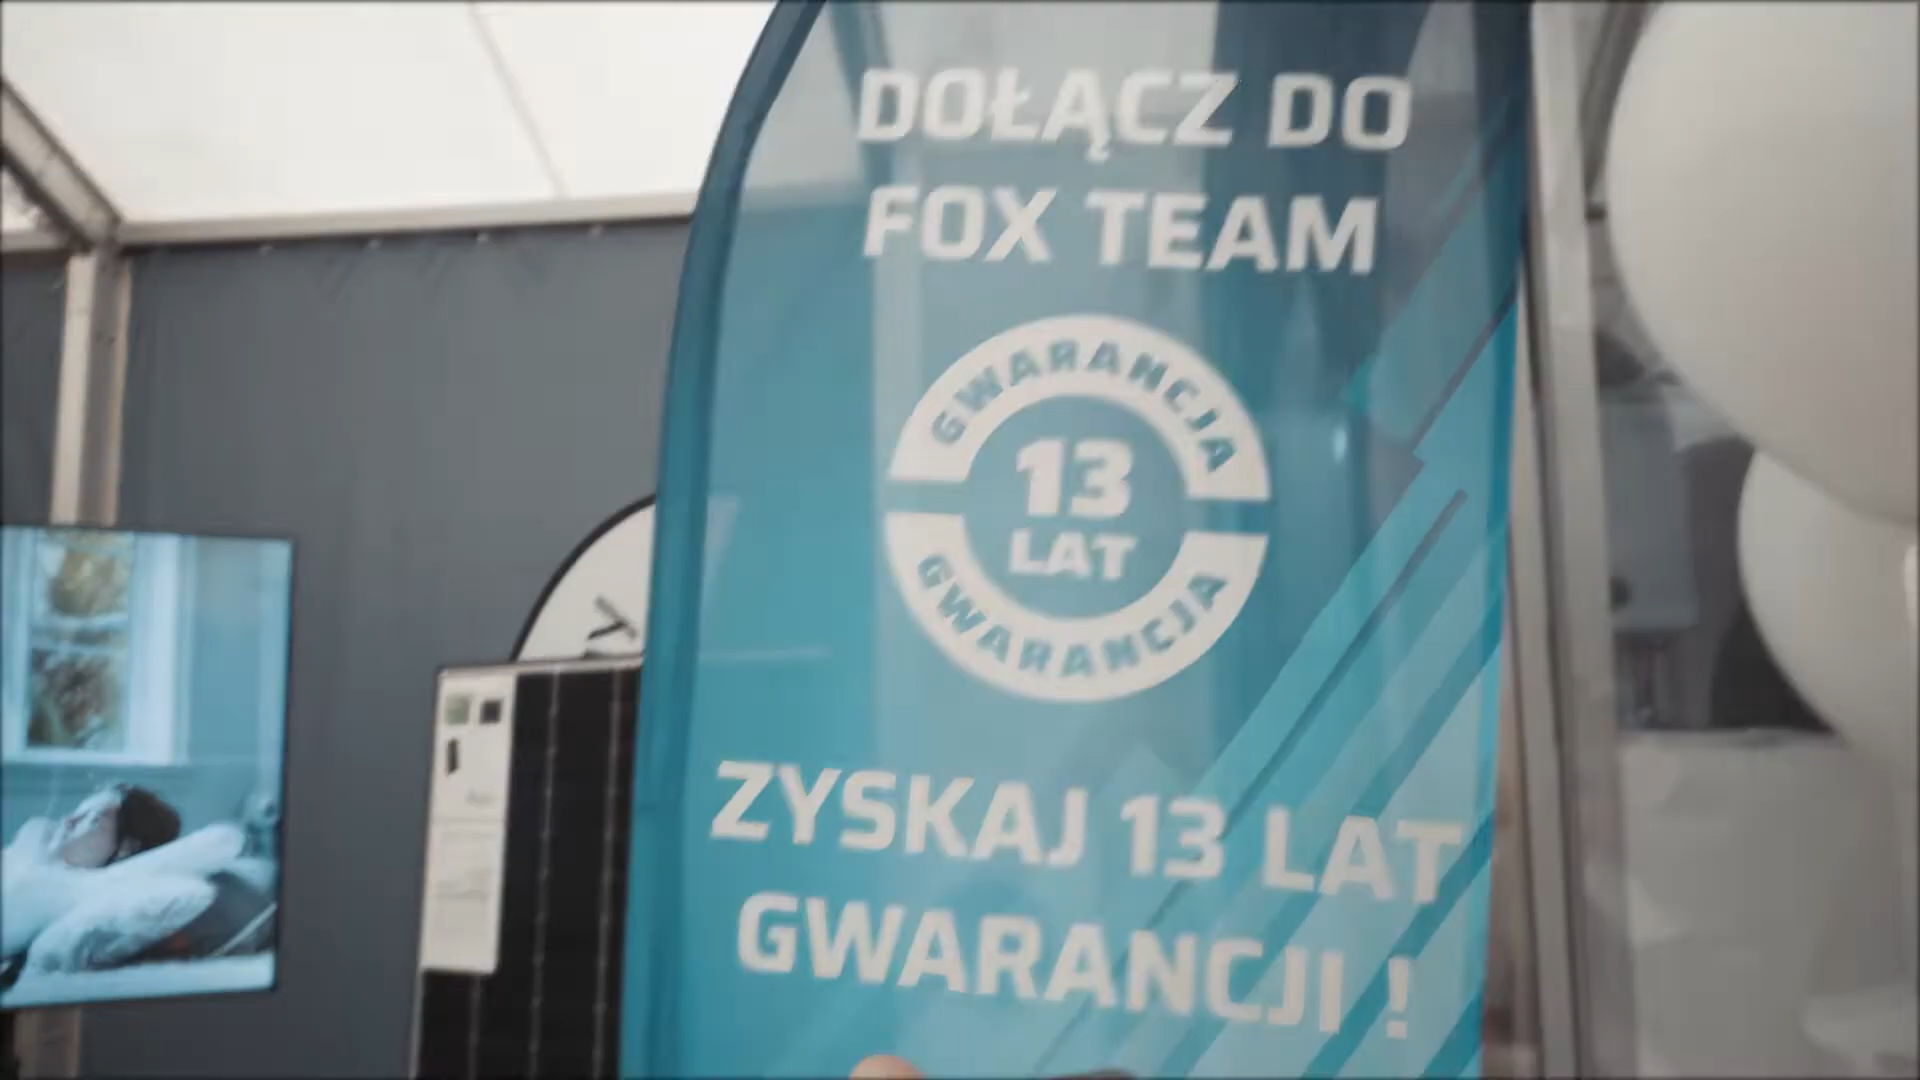 DOŁĄCZ DO
FOX TEAM
GWARANCJA
13
LAT
GWARANCJA
ZYSKAJ 13 LAT
GWARANCJI !